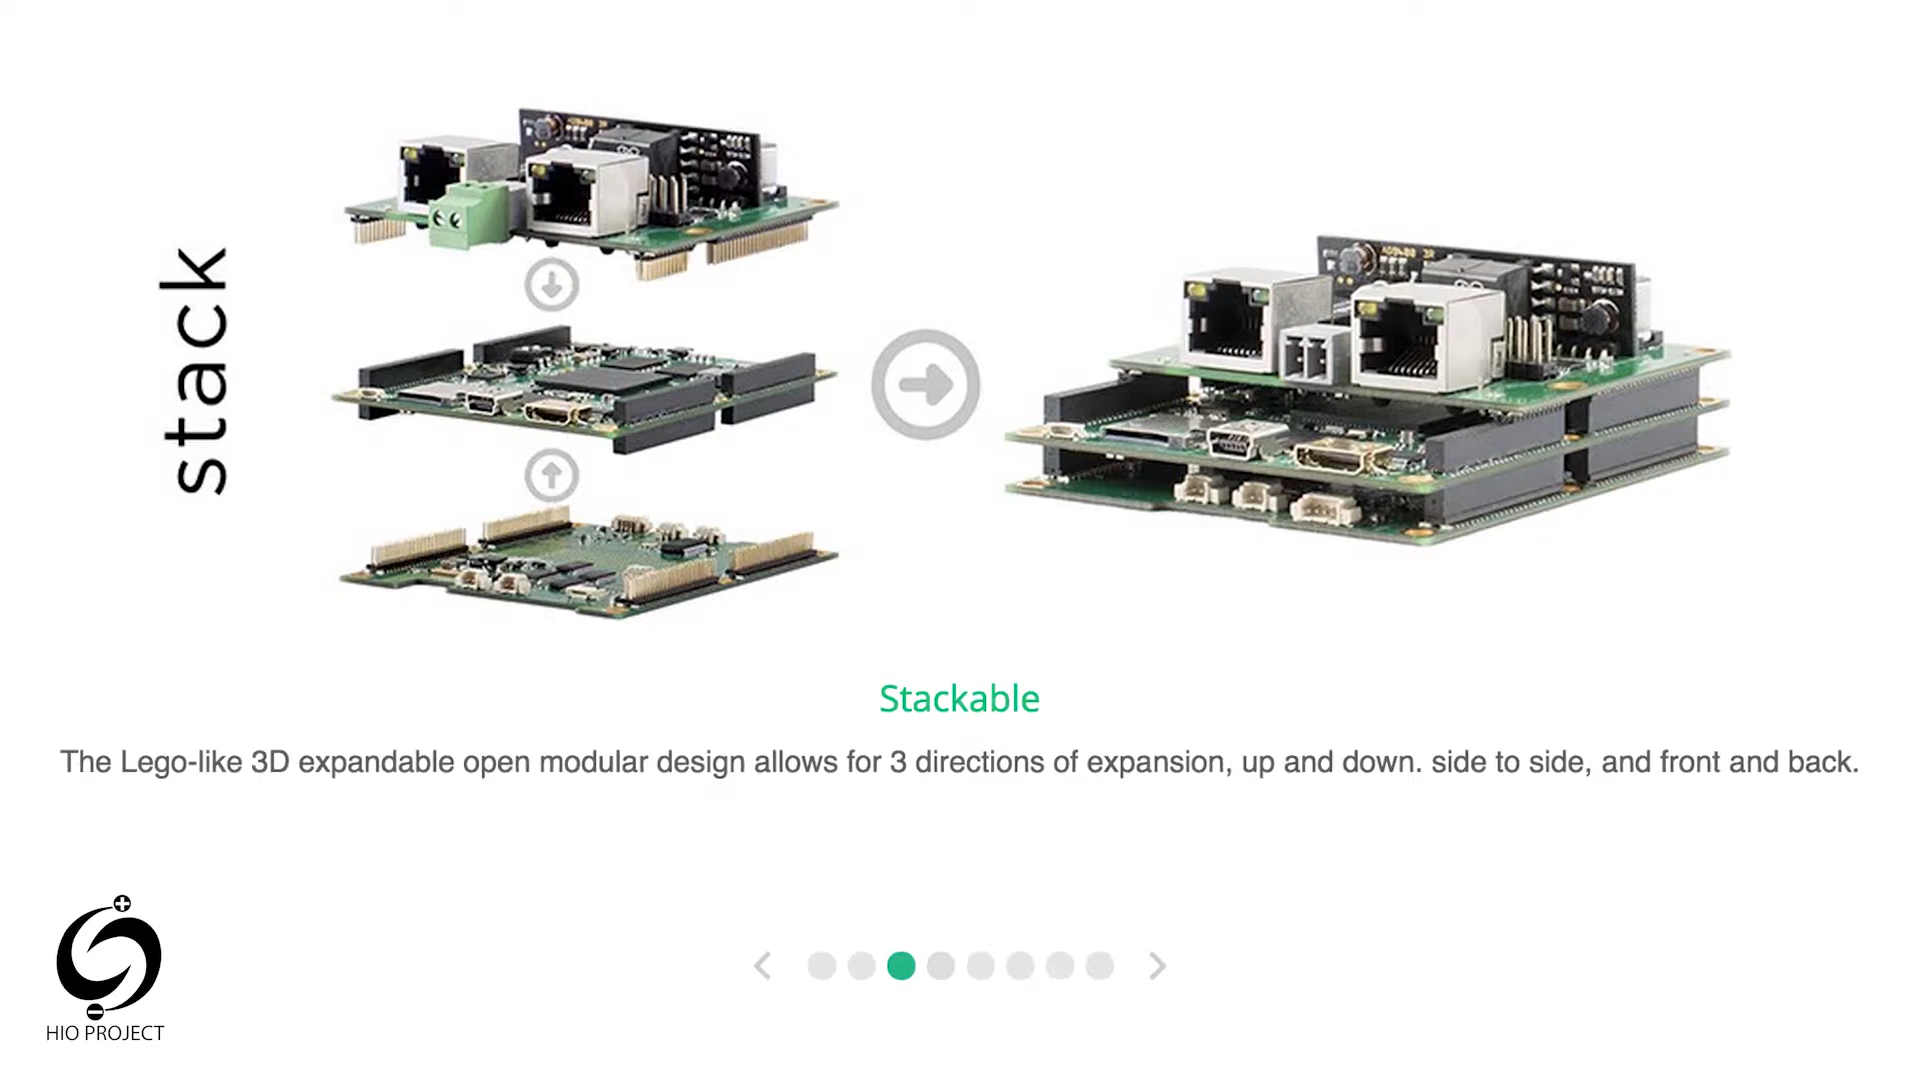 stack
Stackable
The Lego-like 3D expandable open modular design allows for 3 directions of expansion, up and down. side to side, and front and back.
HIO PROJECT